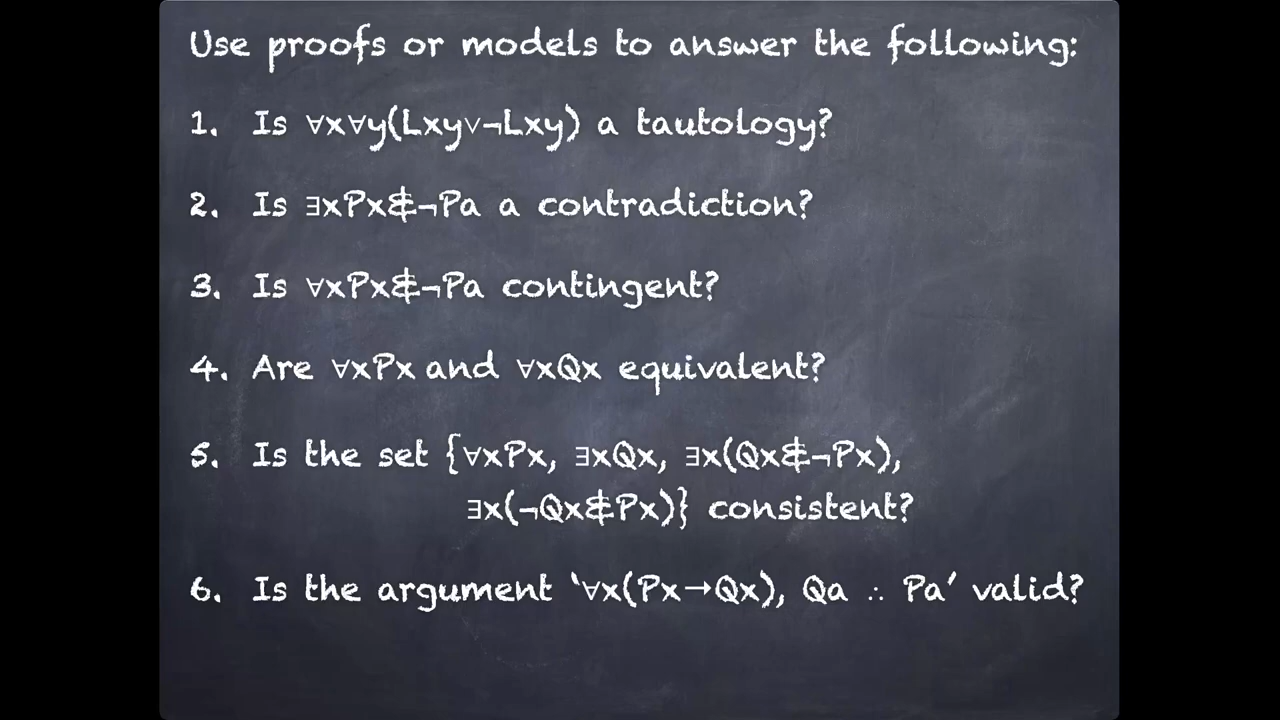 Use proofs or models to answer the following:
1. Is ∀x∀y(Lxy∨¬Lxy) a tautology?
2. Is ∃xPx&¬Pa a contradiction?
3. Is ∀xPx&¬Pa contingent?
4. Are ∀xPx and ∀xQx equivalent?
5. Is the set {∀xPx, ∃xQx, ∃x(Qx&¬Px),
∃x(¬Qx&Px)} consistent?
6. Is the argument ‘∀x(Px→Qx), Qa ∴ Pa’ valid?